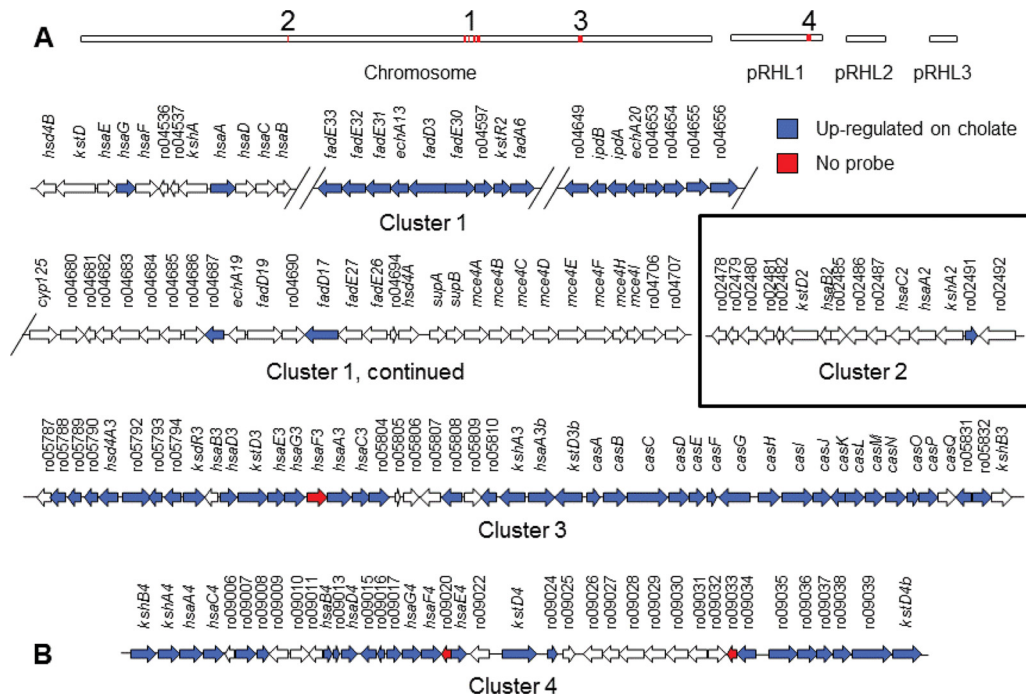 A
2
1
3
4
Chromosome
pRHL1
pRHL2
pRHL3
hsd4B kstD hsaE hsaG hsaF ro04536 ro04537 kshA hsaA hsaD hsaC hsaB
fadE33 fadE32 fadE31 echA13 fadD3 fadE30 ro04597 kstR2 fadA6
ro04649 ipdB ipdA echA20 ro04653 ro04654 ro04655 ro04656
Up-regulated on cholate
No probe
Cluster 1
cyp125 ro04680 ro04681 ro04682 ro04683 ro04684 ro04685 ro04686 ro04687 echA19 fadD19 ro04690 fadD17 fadE27 fadE26 ro04694 hsd4A supA supB mce4A mce4B mce4C mce4D mce4E mce4F mce4H mce4I ro04706 ro04707
Cluster 1, continued
ro02478 ro02479 ro02480 ro02481 ro02482 kstD2 hsaB2 ro02485 ro02486 ro02487 hsaC2 hsaA2 kshA2 ro02491 ro02492
Cluster 2
ro05787 ro05788 ro05789 ro05790 hsd4A3 ro05792 ro05793 ro05794 ksdR3 hsaB3 hsaD3 kstD3 hsaE3 hsaG3 hsaF3 hsaA3 hsaC3 ro05804 ro05805 ro05806 ro05807 ro05808 ro05809 ro05810 kshA3 hsaA3b kstD3b casA casB casC casD casE casF casG casH casI casJ casK casL casM casN casO casP casQ ro05831 ro05832 kshB3
Cluster 3
kshB4 kshA4 hsaA4 hsaC4 ro09006 ro09007 ro09008 ro09009 ro09010 ro09011 hsaB4 ro09013 hsaD4 ro09015 ro09016 ro09017 hsaG4 hsaF4 ro09020 hsaE4 ro09022 kstD4 ro09024 ro09025 ro09026 ro09027 ro09028 ro09029 ro09030 ro09031 ro09032 ro09033 ro09034 ro09035 ro09036 ro09037 ro09038 ro09039 kstD4b
B
Cluster 4